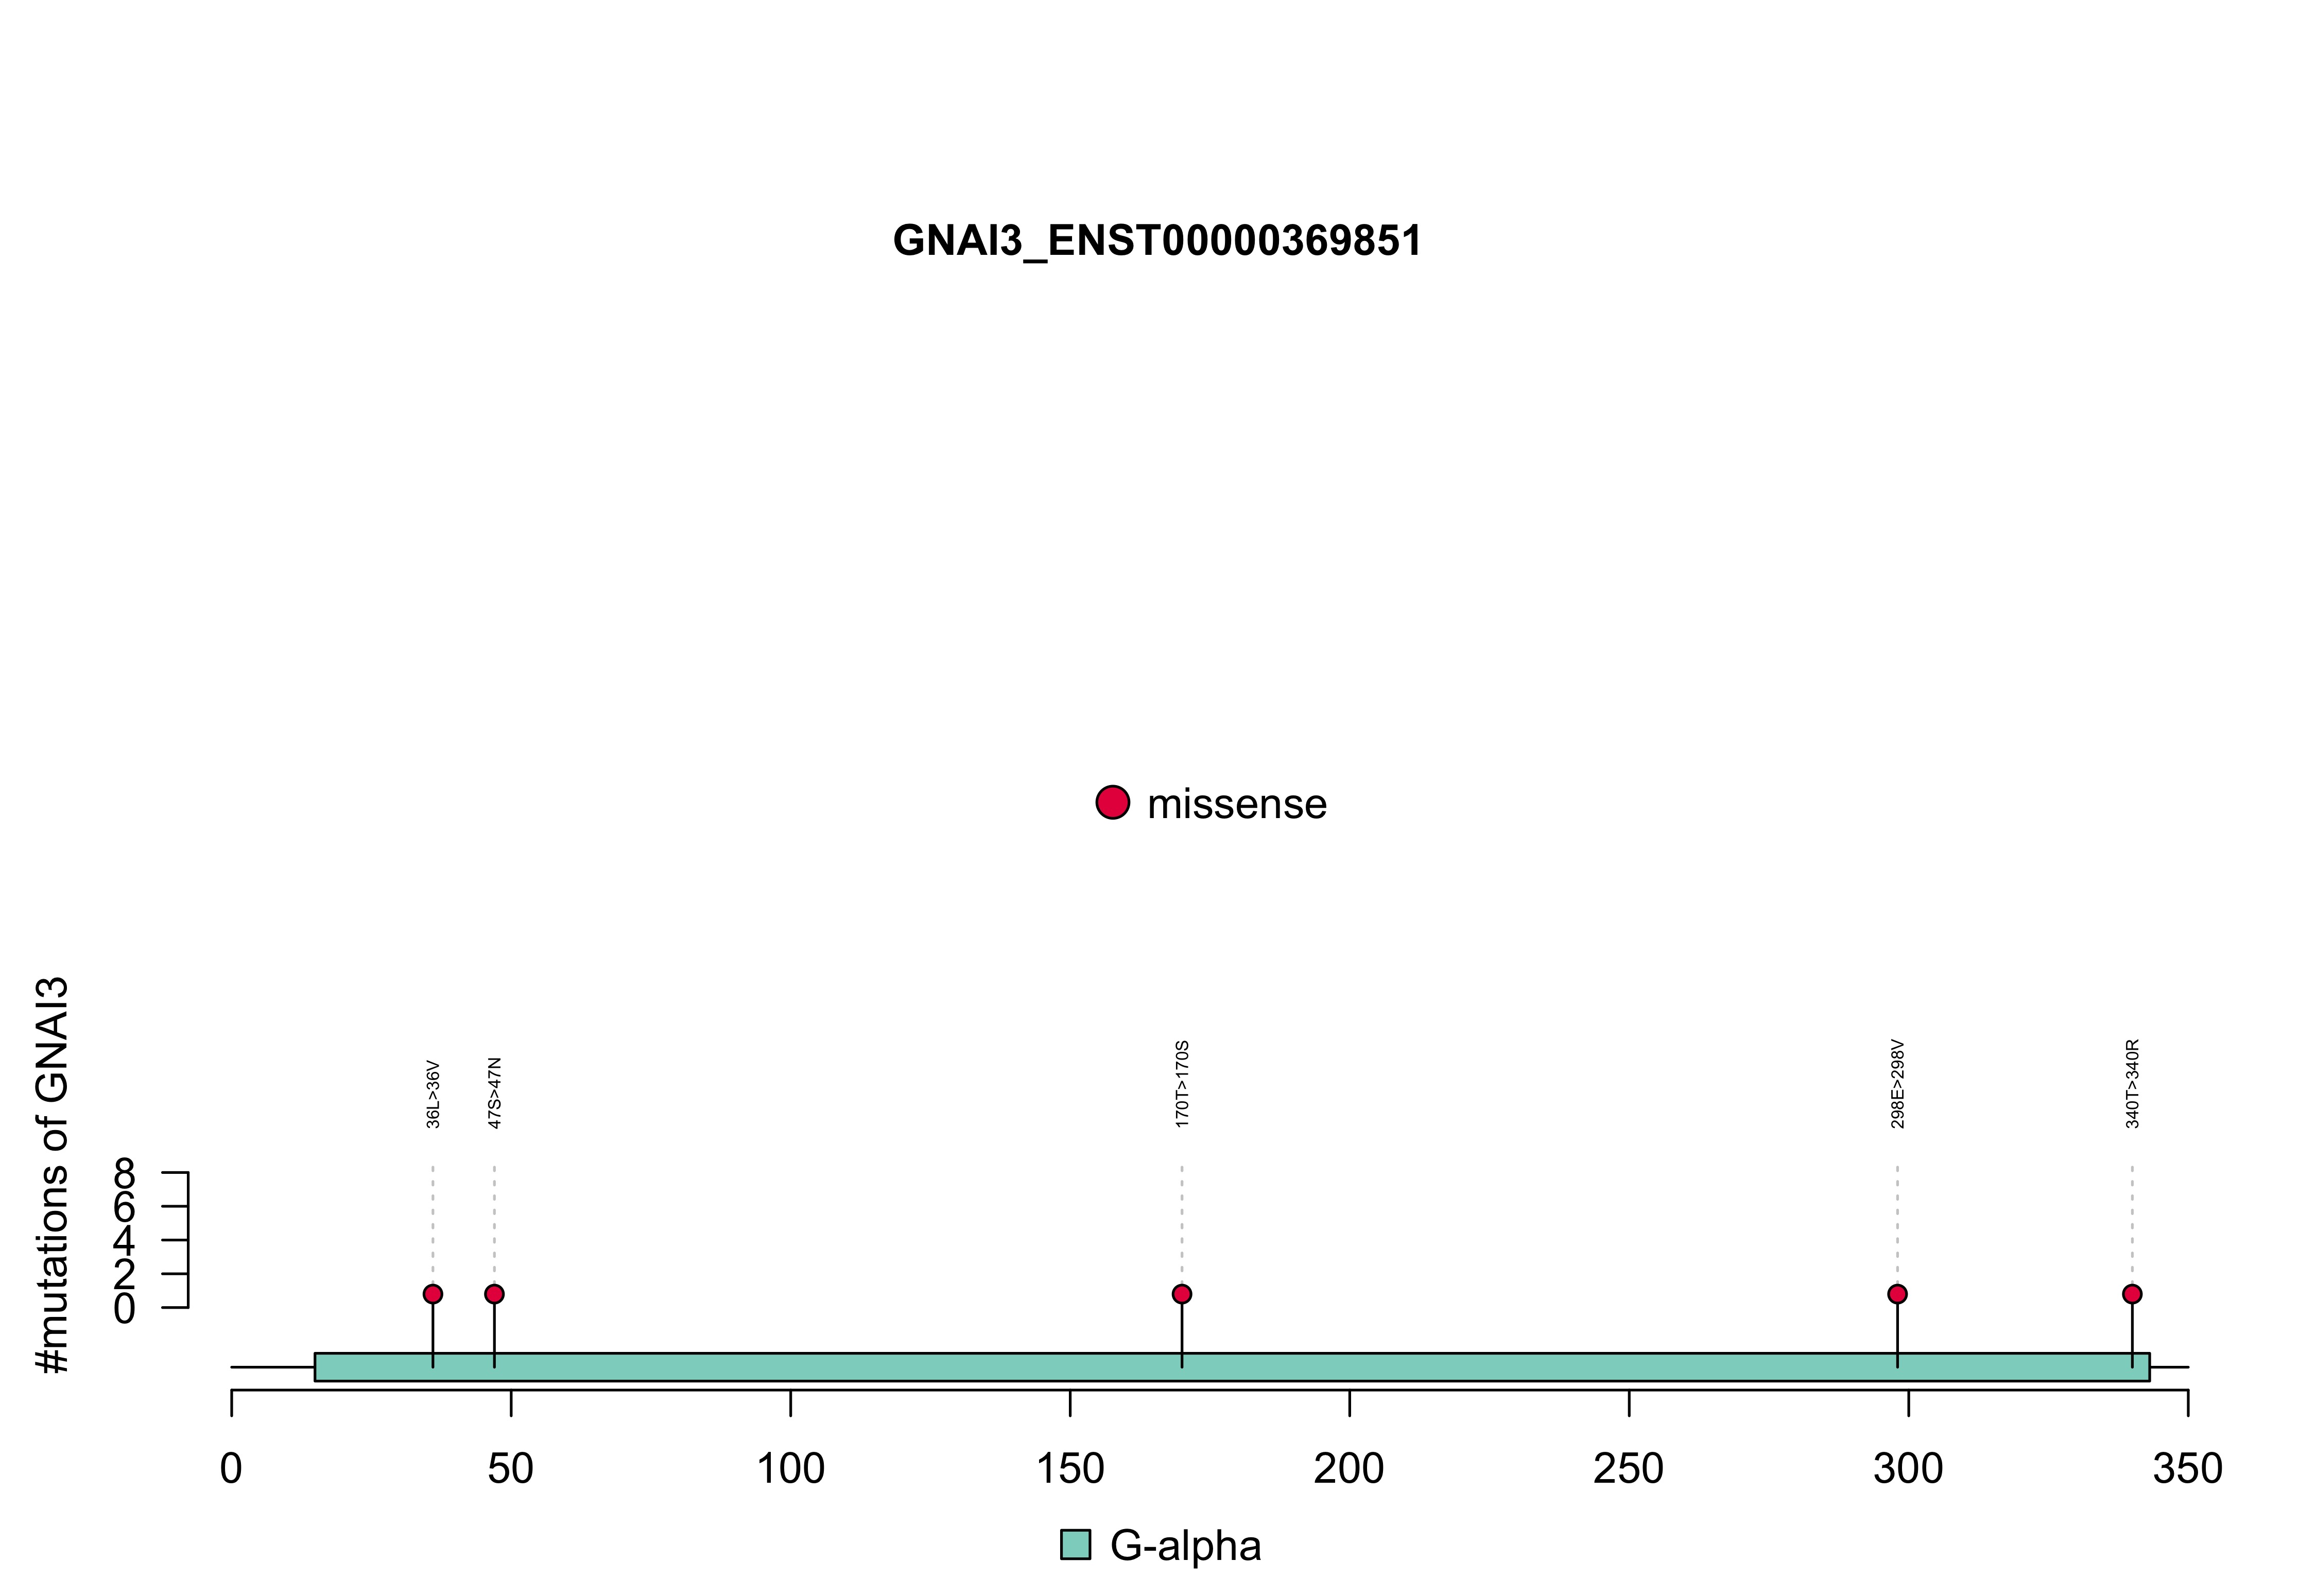 GNAI3_ENST00000369851
missense
#mutations of GNAI3
36L>36V
47S>47N
170T>170S
298E>298V
340T>340R
8
6
4
2
0
0 50 100 150 200 250 300 350
G-alpha